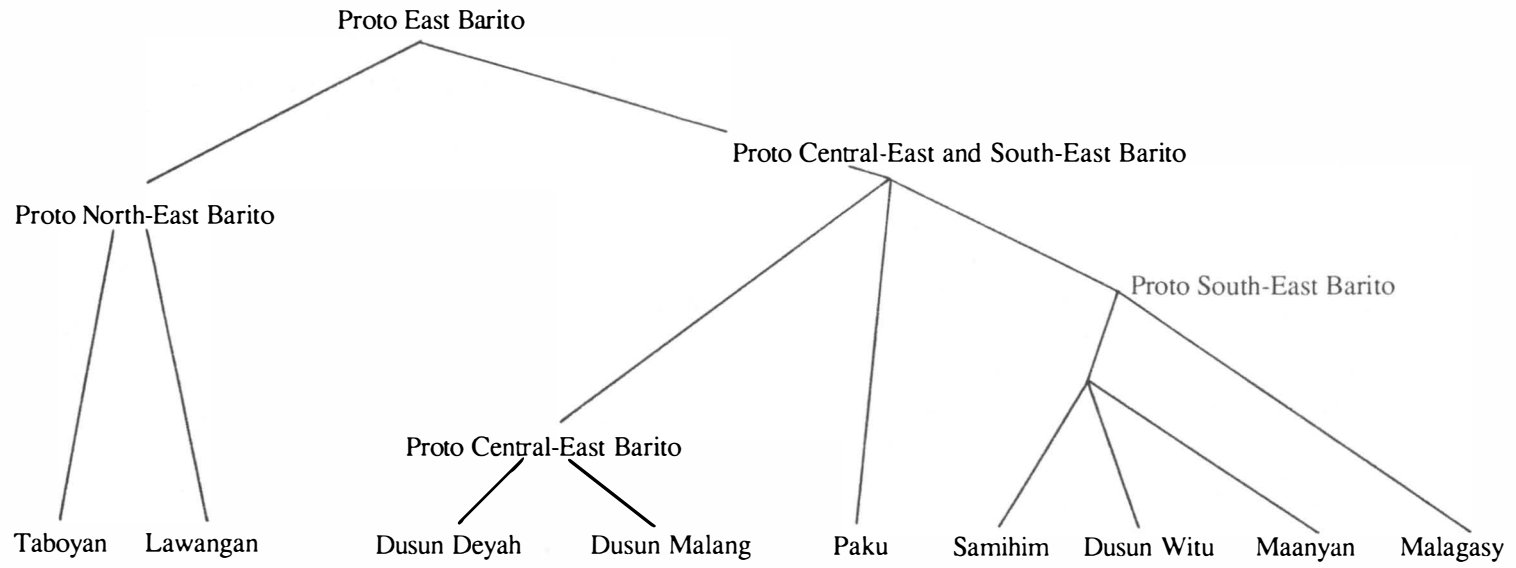 Proto East Barito
Proto Central-East and South-East Barito
Proto North-East Barito
Proto South-East Barito
Proto Central-East Barito
Taboyan Lawangan Dusun Deyah Dusun Malang Paku Samihim Dusun Witu Maanyan Malagasy